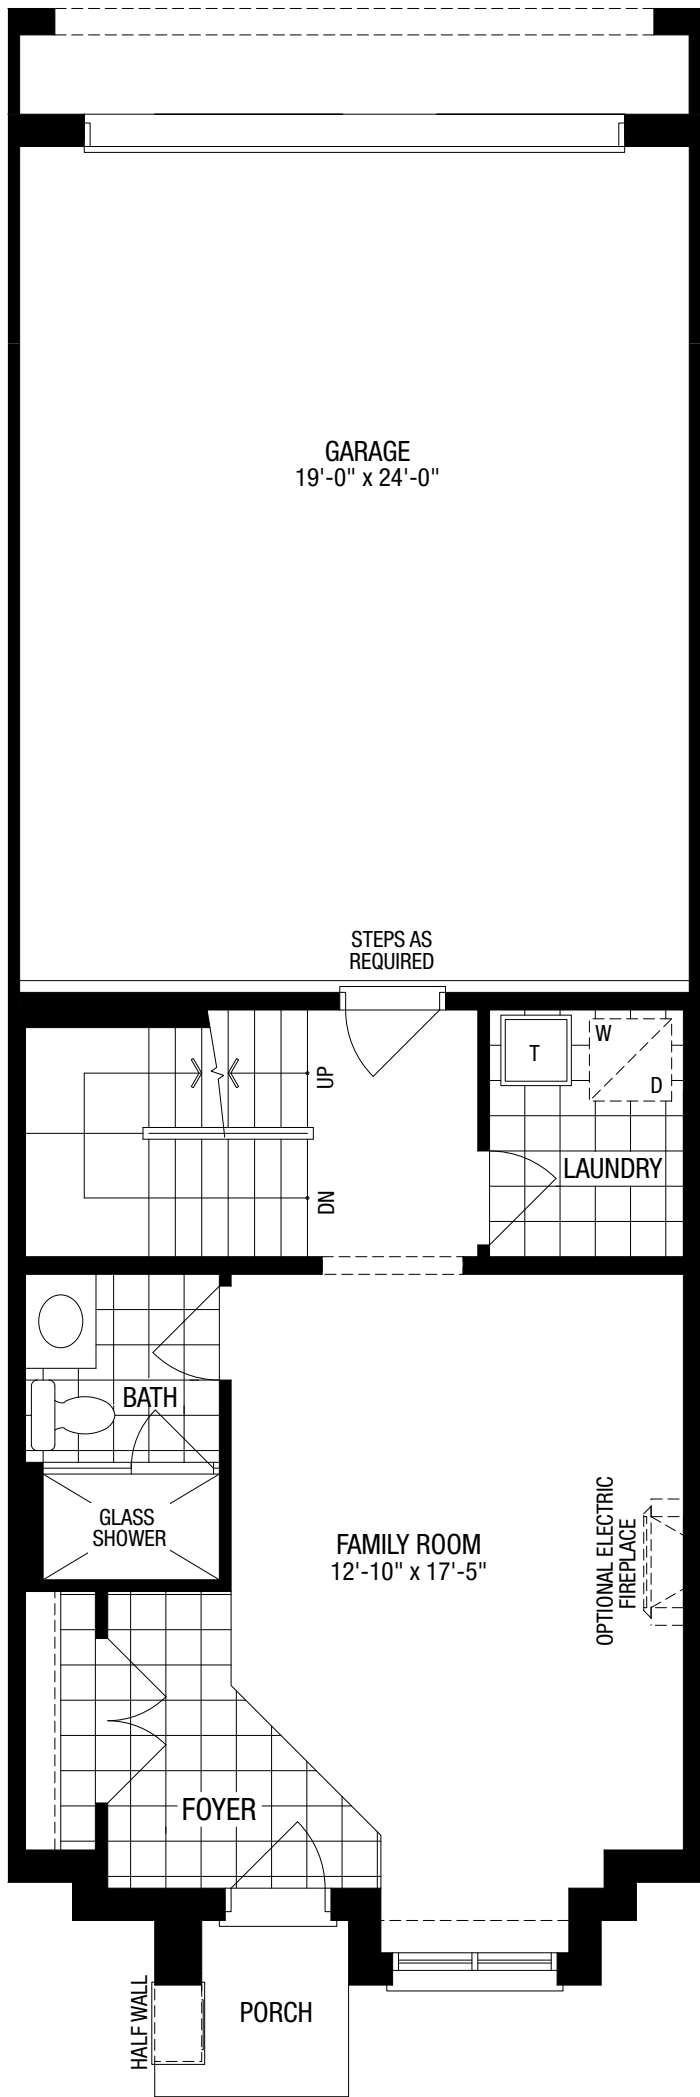 GARAGE
19'-0" x 24'-0"
STEPS AS
REQUIRED
UP
DN
T
W
D
LAUNDRY
BATH
GLASS
SHOWER
FAMILY ROOM
12'-10" x 17'-5"
OPTIONAL ELECTRIC
FIREPLACE
FOYER
HALF WALL
PORCH